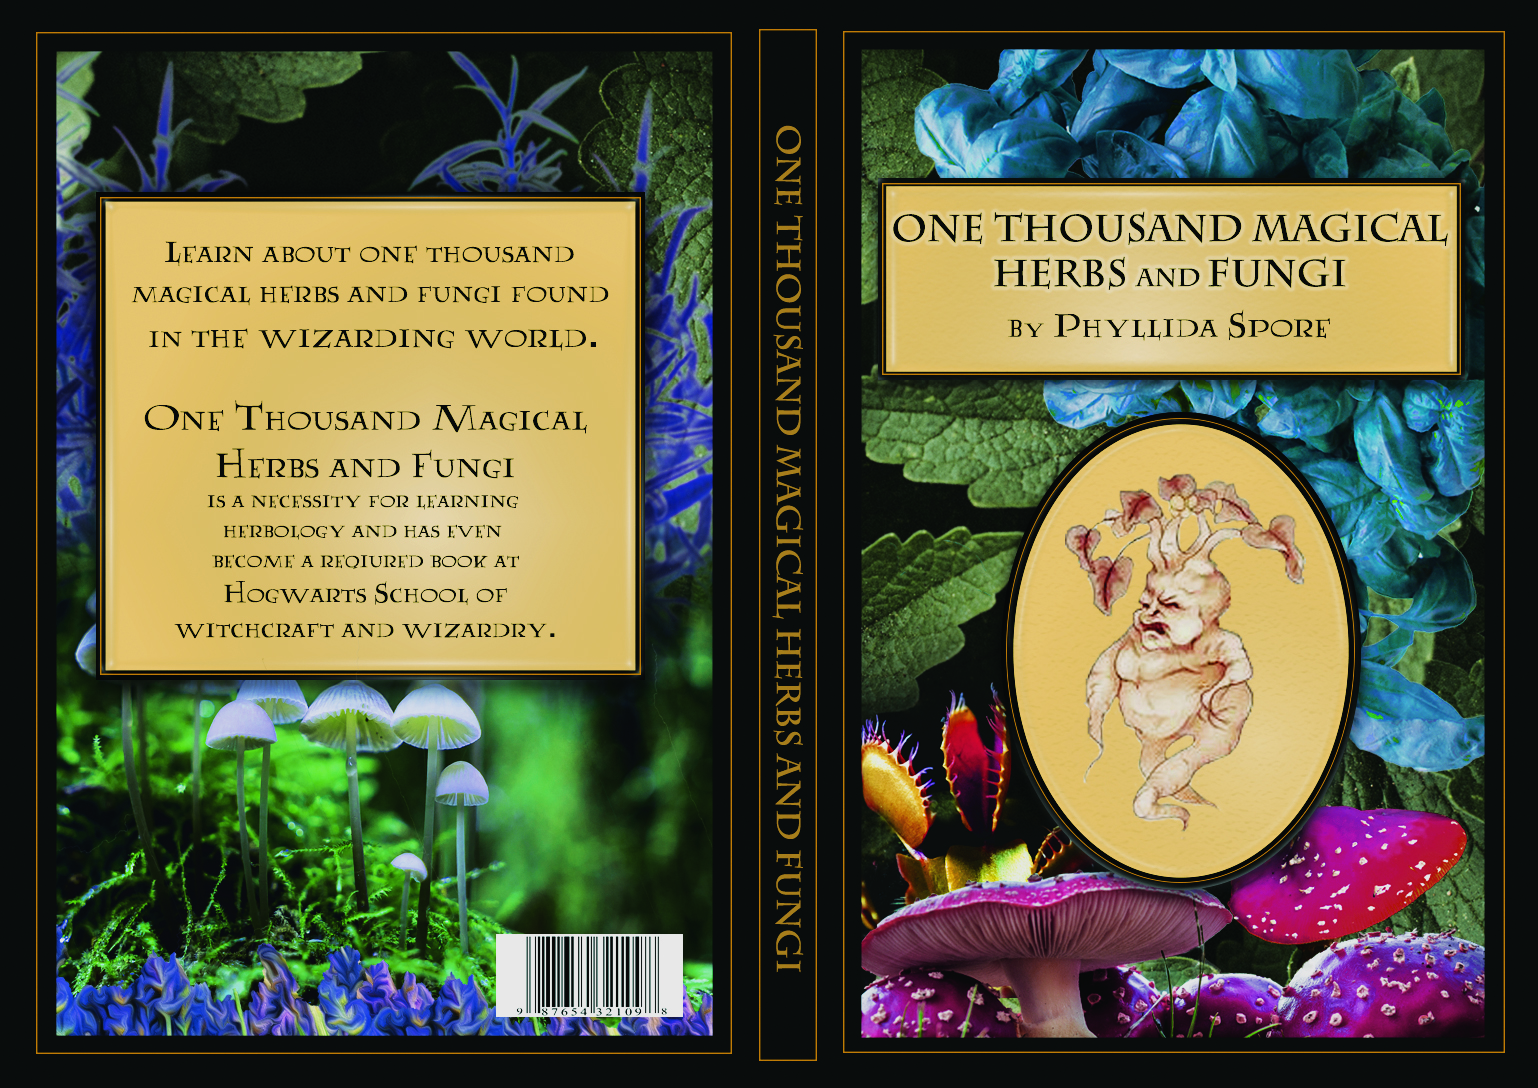 Learn about one thousand
magical herbs and fungi found
in the wizarding world.
One Thousand Magical
Herbs and Fungi
is a necessity for learning
herbology and has even
become a reqiured book at
Hogwarts School of
witchcraft and wizardry.
9 87654 32109 8
ONE THOUSAND MAGICAL HERBS AND FUNGI
ONE THOUSAND MAGICAL
HERBS AND FUNGI
by Phyllida Spore